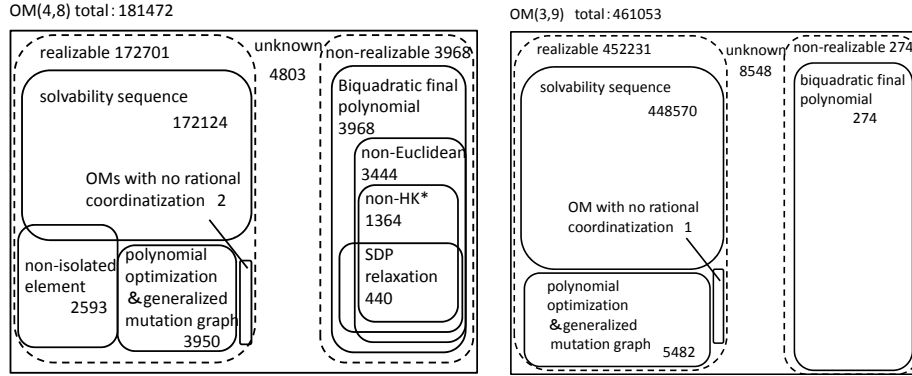 OM(4,8) total:181472
realizable 172701
unknown
4803
non-realizable 3968
solvability sequence
172124
Biquadratic final
polynomial
3968
non-Euclidean
3444
OMs with no rational
coordinatization 2
non-HK*
1364
non-isolated
element
2593
polynomial
optimization
&generalized
mutation graph
3950
SDP
relaxation
440
OM(3,9) total:461053
realizable 452231
unknown
8548
non-realizable 274
solvability sequence
448570
biquadratic final
polynomial
274
OM with no rational
coordinatization 1
polynomial
optimization
&generalized
mutation graph
5482